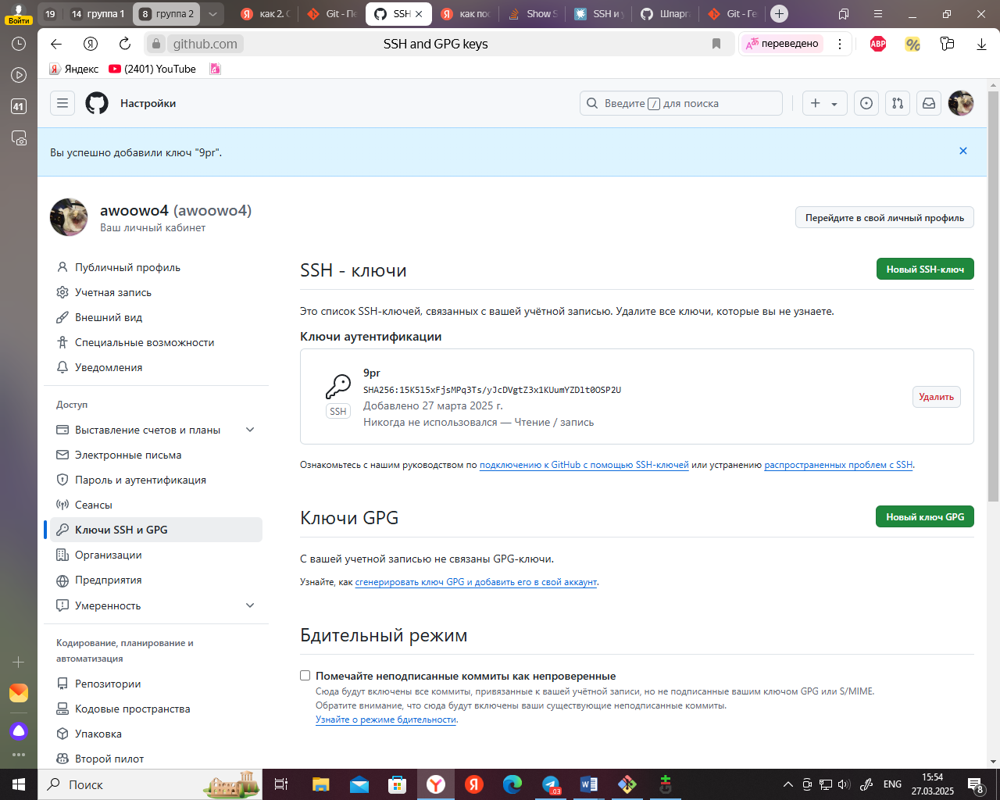 Войти
19
14 группа 1
8 группа 2
как 2. С
Git - Пе
SSH
как по
Show S
SSH и у
Шпарг
Git - Ге
github.com
SSH and GPG keys
переведено
ABP
%
Яндекс
(2401) YouTube
41
Настройки
Введите / для поиска
Вы успешно добавили ключ "9pr".
awoowo4 (awoowo4)
Ваш личный кабинет
Перейдите в свой личный профиль
Публичный профиль
Учетная запись
Внешний вид
Специальные возможности
Уведомления
Доступ
Выставление счетов и планы
Электронные письма
Пароль и аутентификация
Сеансы
Ключи SSH и GPG
Организации
Предприятия
Умеренность
Кодирование, планирование и
автоматизация
Репозитории
Кодовые пространства
Упаковка
Второй пилот
SSH - ключи
Новый SSH-ключ
Это список SSH-ключей, связанных с вашей учётной записью. Удалите все ключи, которые вы не узнаете.
Ключи аутентификации
9pr
SHA256:15K5l5xFjsMPq3Ts/yJcDVgtZ3x1KUumYZDlt0OSP2U
SSH
Добавлено 27 марта 2025 г.
Никогда не использовался — Чтение / запись
Удалить
Ознакомьтесь с нашим руководством по подключению к GitHub с помощью SSH-ключей или устранению распространенных проблем с SSH.
Ключи GPG
Новый ключ GPG
С вашей учетной записью не связаны GPG-ключи.
Узнайте, как сгенерировать ключ GPG и добавить его в свой аккаунт.
Бдительный режим
Помечайте неподписанные коммиты как непроверенные
Сюда будут включены все коммиты, привязанные к вашей учётной записи, но не подписанные вашим ключом GPG или S/MIME.
Обратите внимание, что сюда будут включены ваши существующие неподписанные коммиты.
Узнайте о режиме бдительности.
Поиск
.03
ENG
15:54
27.03.2025
8